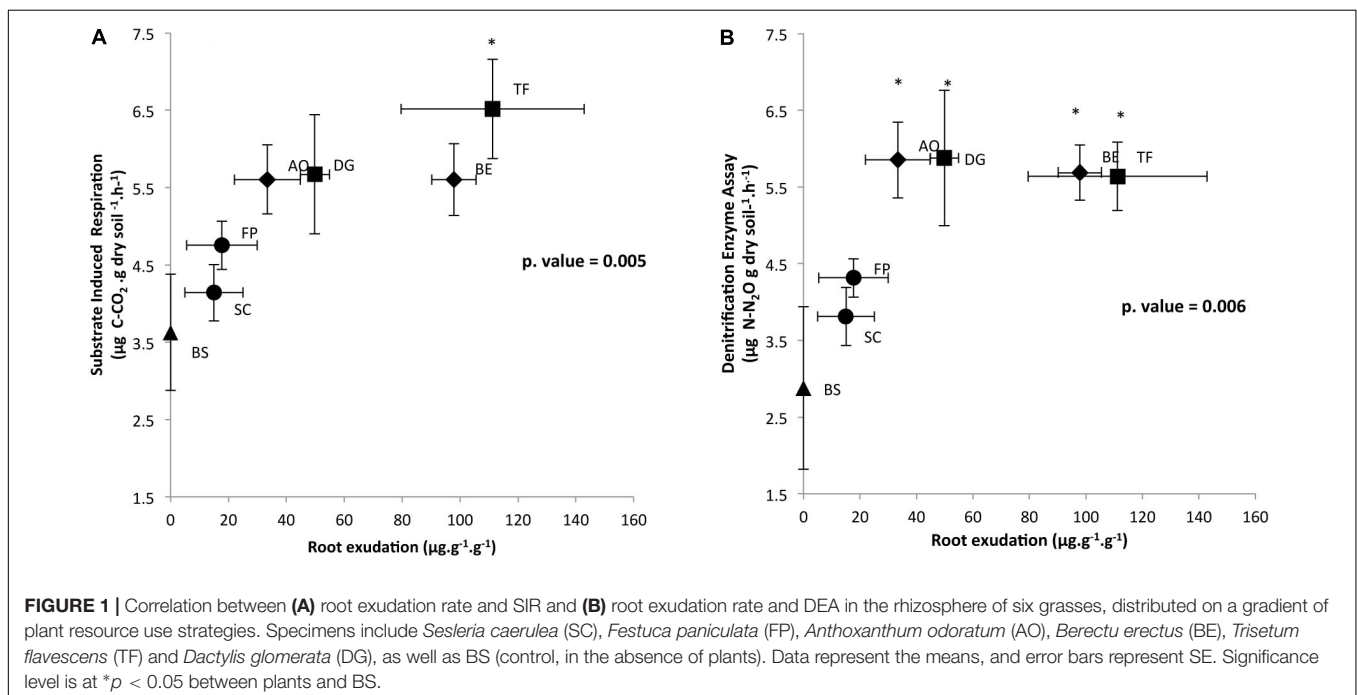 A
Substrate Induced Respiration
(µg C-CO₂ .g dry soil ⁻¹.h-¹)
7.5
6.5
5.5
4.5
3.5
2.5
1.5
*
TF
AO
DG
BE
FP
SC
BS
p. value = 0.005
0 20 40 60 80 100 120 140 160
Root exudation (µg.g⁻¹.g⁻¹)
B
Denitrification Enzyme Assay
(µg N-N₂O g dry soil-¹.h⁻¹)
7.5
6.5
5.5
4.5
3.5
2.5
1.5
* * * *
AO
DG
BE
TF
FP
SC
BS
p. value = 0.006
0 20 40 60 80 100 120 140 160
Root exudation (µg.g⁻¹.g⁻¹)
FIGURE 1 | Correlation between (A) root exudation rate and SIR and (B) root exudation rate and DEA in the rhizosphere of six grasses, distributed on a gradient of
plant resource use strategies. Specimens include Sesleria caerulea (SC), Festuca paniculata (FP), Anthoxanthum odoratum (AO), Berectu erectus (BE), Trisetum
flavescens (TF) and Dactylis glomerata (DG), as well as BS (control, in the absence of plants). Data represent the means, and error bars represent SE. Significance
level is at *p < 0.05 between plants and BS.